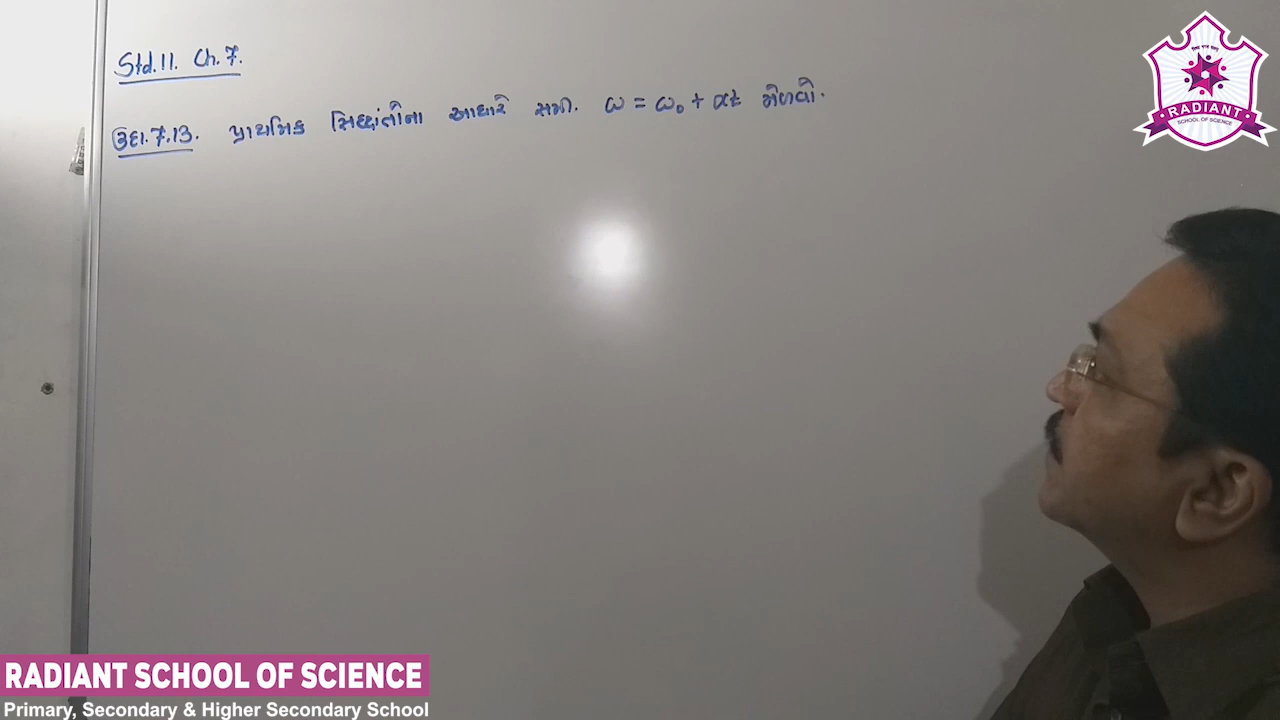 Std.11. Ch.7.
ઉદા.7.13. પ્રાથમિક સિદ્ધાંતોના આધારે સમી. ω = ω₀ + αt મેળવો.
RADIANT
SCHOOL OF SCIENCE
RADIANT SCHOOL OF SCIENCE
Primary, Secondary & Higher Secondary School